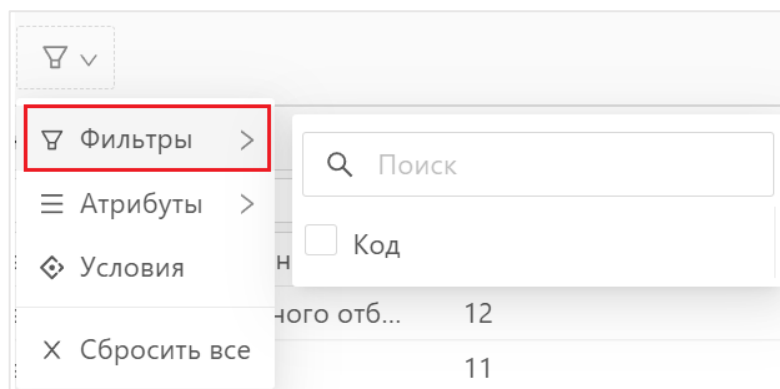 Фильтры
Поиск
Атрибуты
Код
Условия
ного отб... 12
Сбросить все
11